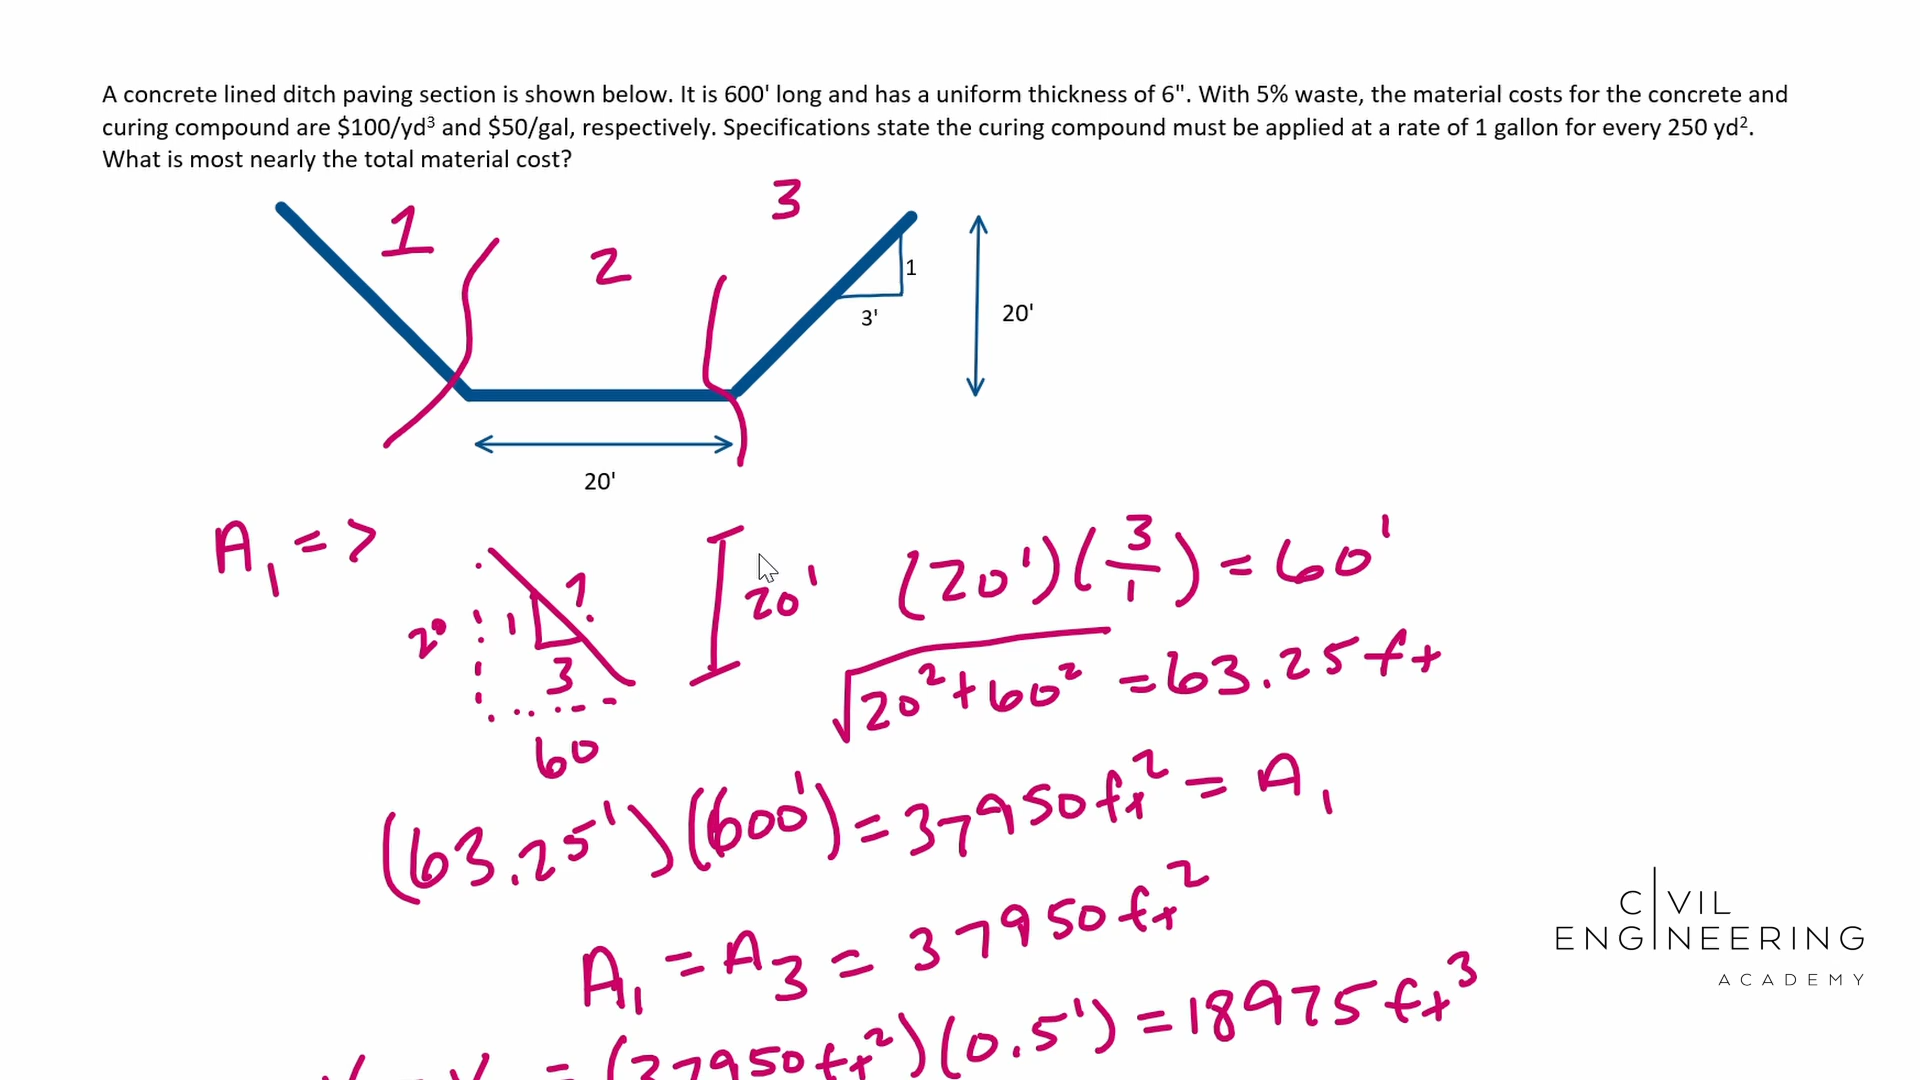 A concrete lined ditch paving section is shown below. It is 600' long and has a uniform thickness of 6". With 5% waste, the material costs for the concrete and
curing compound are $100/yd³ and $50/gal, respectively. Specifications state the curing compound must be applied at a rate of 1 gallon for every 250 yd².
What is most nearly the total material cost?
1
2
3
1
3'
20'
20'
A₁ =>
20
1
?
3
60
20'
(20')(3/1) = 60'
√20² + 60² = 63.25 ft
(63.25')(600') = 37950 ft² = A₁
A₁ = A₃ = 37950 ft²
= (37950 ft²)(0.5') = 18975 ft³
CIVIL
ENGINEERING
ACADEMY